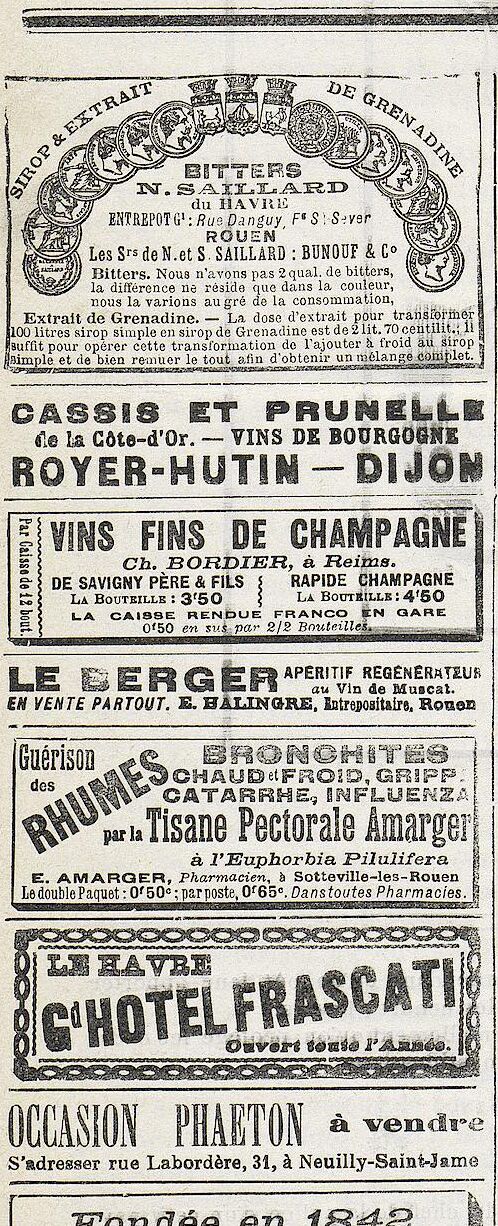 SIROP & EXTRAIT DE GRENADINE
BITTERS
N. SAILLARD
du HAVRE
ENTREPOT Gᵗ : Rue Danguy, Fᵍ Sᵗ Sever
ROUEN
Les Sʳˢ de N. et S. SAILLARD : BUNOUF & Cᵒ
Bitters. Nous n'avons pas 2 qual. de bitters,
la différence ne réside que dans la couleur,
nous la varions au gré de la consommation,
Extrait de Grenadine. — La dose d'extrait pour transformer
100 litres sirop simple en sirop de Grenadine est de 2 lit. 70 centilit.; il
suffit pour opérer cette transformation de l'ajouter à froid au sirop
simple et de bien remuer le tout afin d'obtenir un mélange complet.
CASSIS ET PRUNELLE
de la Côte-d'Or. — VINS DE BOURGOGNE
ROYER-HUTIN — DIJON
Par Caisse de 12 bout.
VINS FINS DE CHAMPAGNE
Ch. BORDIER, à Reims.
DE SAVIGNY PÈRE & FILS
LA BOUTEILLE : 3'50
RAPIDE CHAMPAGNE
LA BOUTEILLE : 4'50
LA CAISSE RENDUE FRANCO EN GARE
0'50 en sus par 2/2 Bouteilles.
LE BERGER APÉRITIF RÉGÉNÉRATEUR
au Vin de Muscat.
EN VENTE PARTOUT. E. BALINGRE, Entrepositaire, Rouen
Guérison
des
RHUMES
BRONCHITES
CHAUD et FROID, GRIPP
CATARRHE, INFLUENZA
par la Tisane Pectorale Amarger
à l'Euphorbia Pilulifera
E. AMARGER, Pharmacien, à Sotteville-les-Rouen
Le double Paquet : 0ᶠ50ᶜ ; par poste, 0ᶠ65ᶜ. Dans toutes Pharmacies.
LE HAVRE
Gᵈ HOTEL FRASCATI
Ouvert toute l'Année.
OCCASION PHAETON à vendre
S'adresser rue Labordère, 31, à Neuilly-Saint-Jame
Fondée en 1842